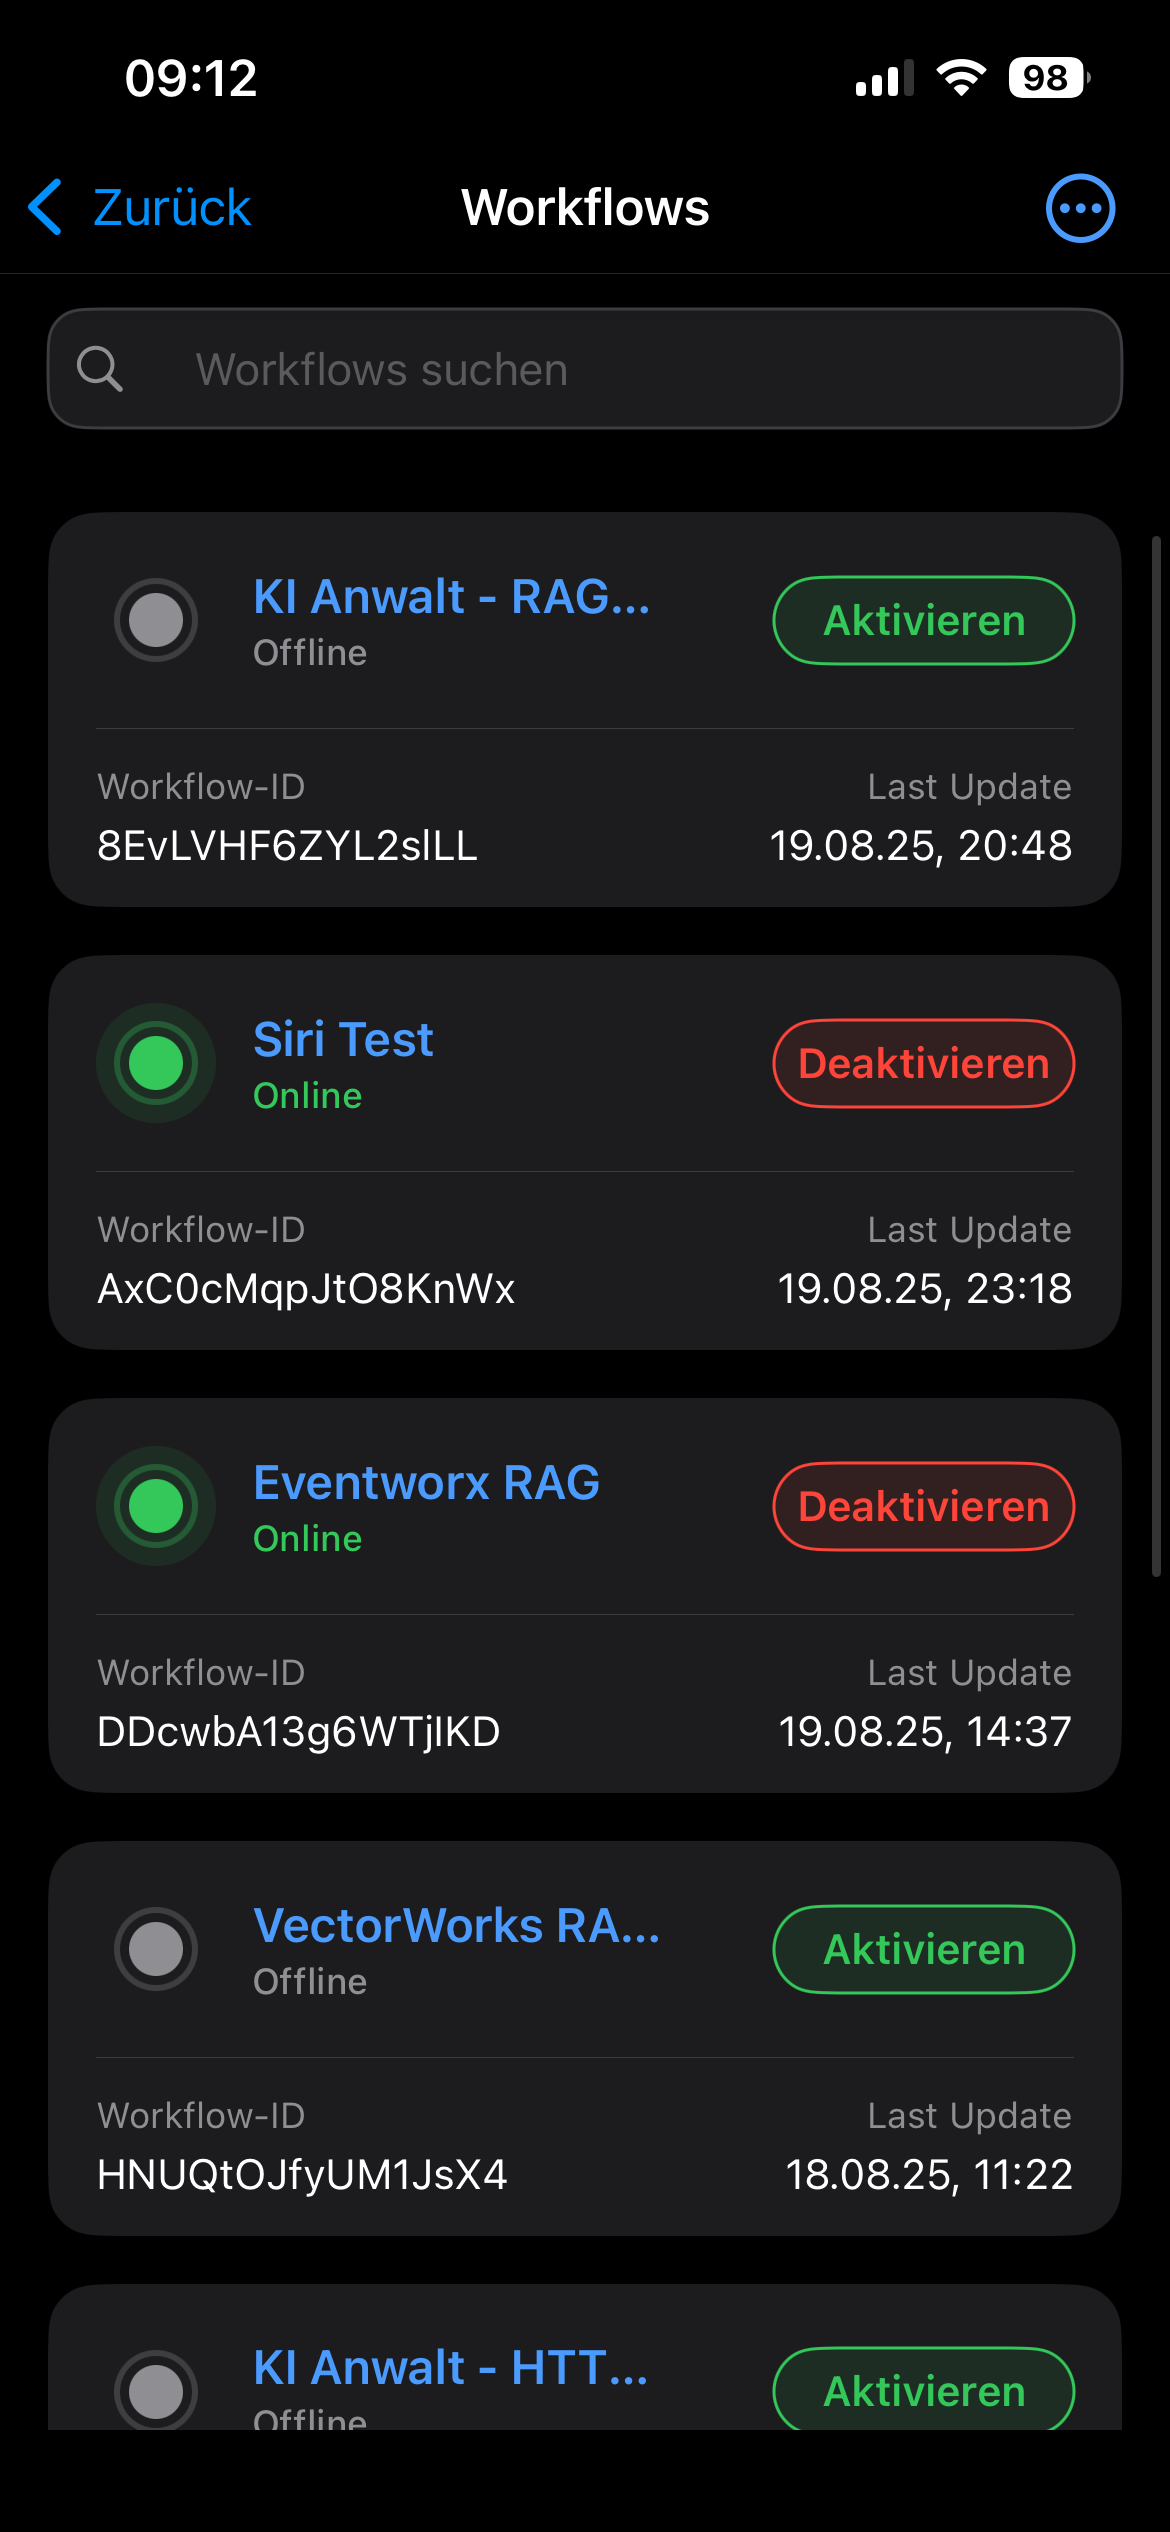 09:12
98
Zurück
Workflows
Workflows suchen
KI Anwalt - RAG...
Offline
Aktivieren
Workflow-ID
Last Update
8EvLVHF6ZYL2slLL
19.08.25, 20:48
Siri Test
Online
Deaktivieren
Workflow-ID
Last Update
AxC0cMqpJtO8KnWx
19.08.25, 23:18
Eventworx RAG
Online
Deaktivieren
Workflow-ID
Last Update
DDcwbA13g6WTjlKD
19.08.25, 14:37
VectorWorks RA...
Offline
Aktivieren
Workflow-ID
Last Update
HNUQtOJfyUM1JsX4
18.08.25, 11:22
KI Anwalt - HTT...
Offline
Aktivieren